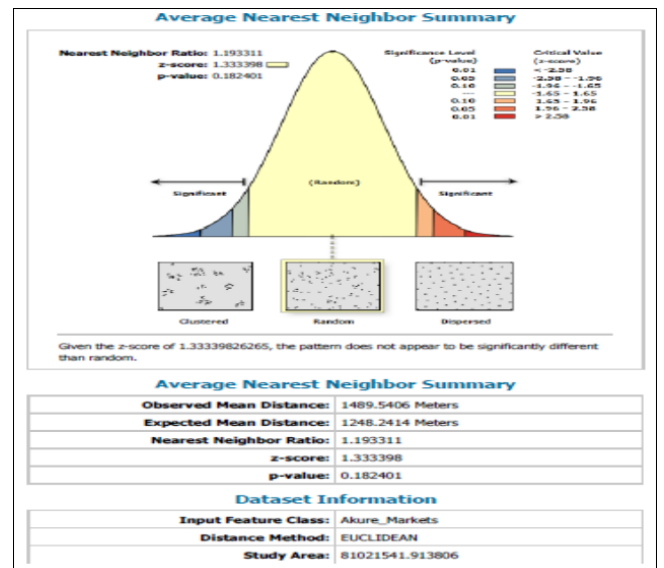 Average Nearest Neighbor Summary
Nearest Neighbor Ratio: 1.193311
z-score: 1.333398
p-value: 0.182401
Significance Level (p-value)
Critical Value (z-score)
0.01 < -2.58
0.05 -2.58 - -1.96
0.10 -1.96 - -1.65
--- -1.65 - 1.65
0.10 1.65 - 1.96
0.05 1.96 - 2.58
0.01 > 2.58
Significant
(Random)
Significant
Clustered
Random
Dispersed
Given the z-score of 1.33339826265, the pattern does not appear to be significantly different
than random.
Average Nearest Neighbor Summary
Observed Mean Distance: 1489.5406 Meters
Expected Mean Distance: 1248.2414 Meters
Nearest Neighbor Ratio: 1.193311
z-score: 1.333398
p-value: 0.182401
Dataset Information
Input Feature Class: Akure_Markets
Distance Method: EUCLIDEAN
Study Area: 81021541.913806